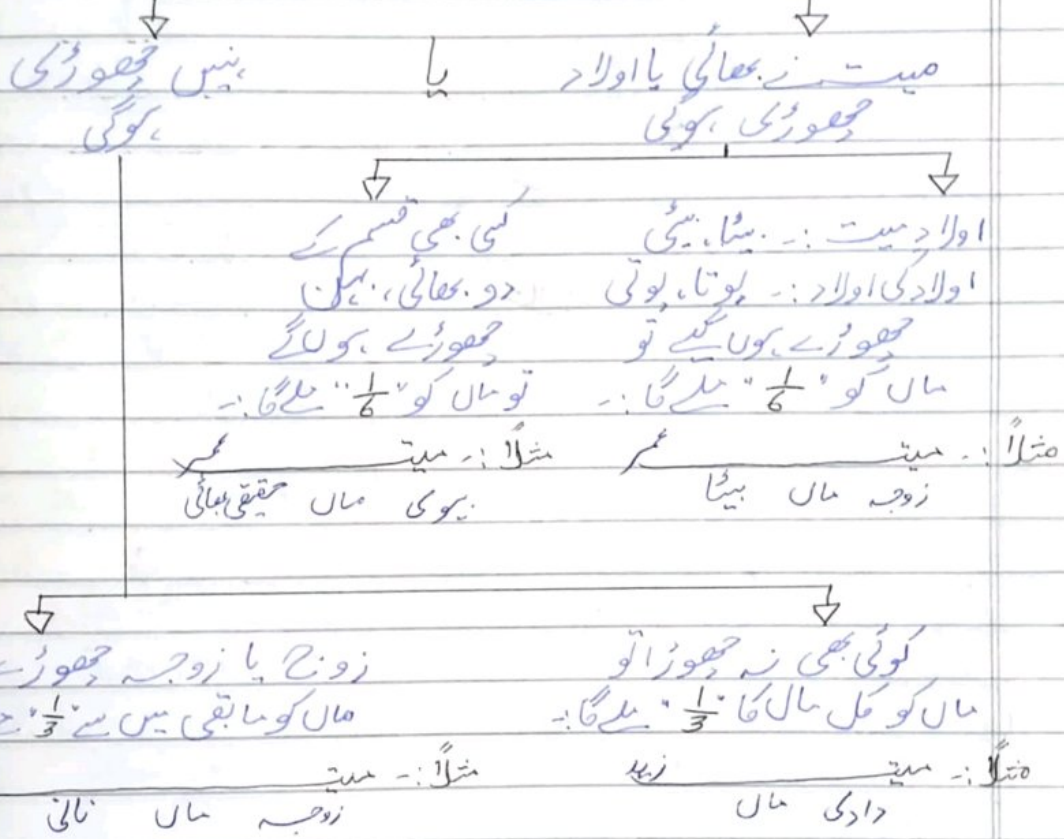 میت نے بھائی یا اولاد یا نہیں چھوڑی
چھوڑی ہوگی ہوگی
اولادِ میت :۔ بیٹا، بیٹی کسی بھی قسم کے
اولاد کی اولاد :۔ پوتا، پوتی دو بھائی، بہن
چھوڑے ہوں گے تو چھوڑے ہوں گے
ماں کو "1/6" ملے گا :۔ تو ماں کو "1/6" ملے گا :۔
مثلاً :۔ میت عمر مثلاً :۔ میت عمر
زوجہ ماں بیٹا بیوی ماں حقیقی بھائی
کوئی بھی نہ چھوڑا تو زوج یا زوجہ چھوڑے
ماں کو کل مال کا "1/3" ملے گا :۔ ماں کو مابقی میں سے "1/3"
مثلاً :۔ میت زید مثلاً :۔ میت
دادی ماں زوجہ ماں نانی